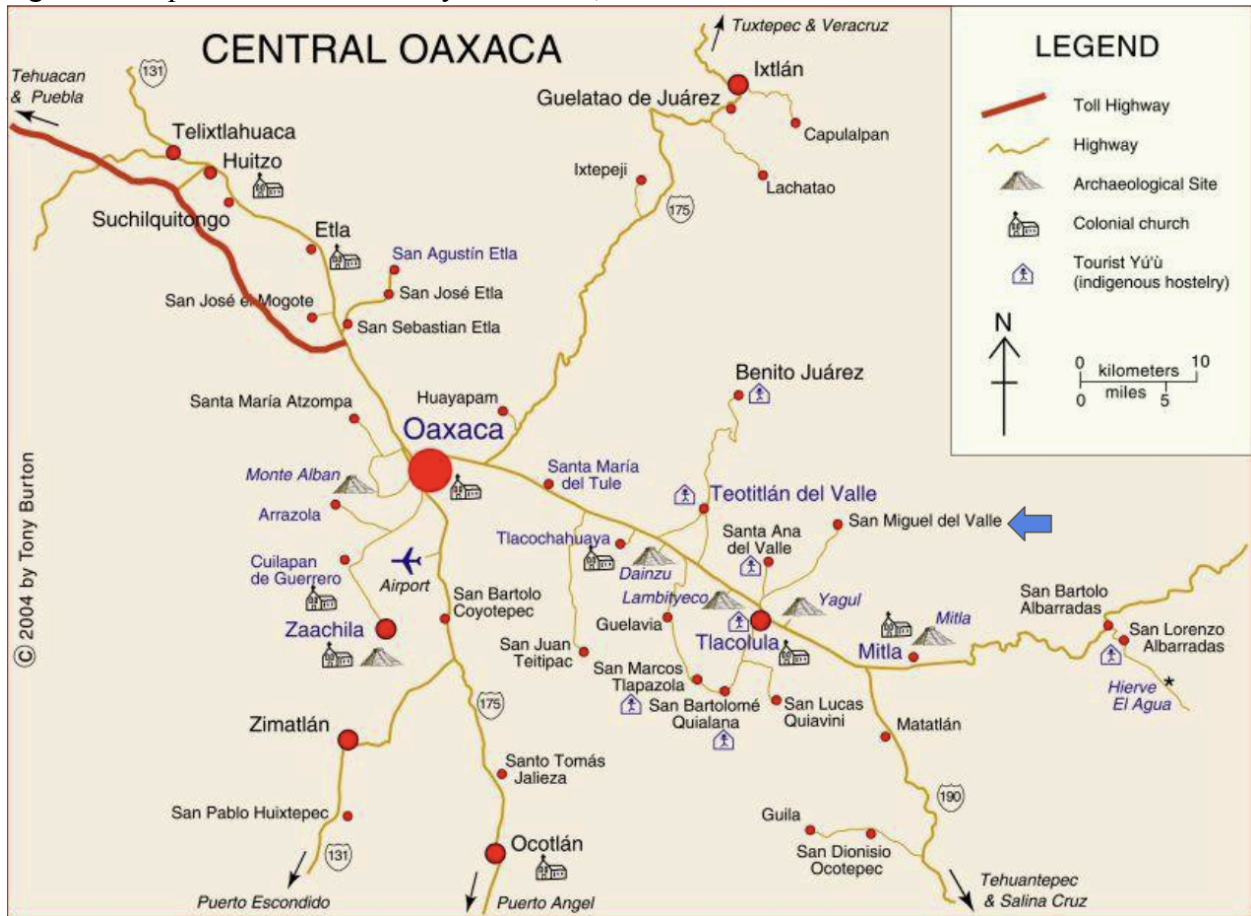 CENTRAL OAXACA
Tuxtepec & Veracruz
LEGEND
131
Tehuacan
& Puebla
Ixtlán
Guelatao de Juárez
Toll Highway
Telixtlahuaca
Capulalpan
Highway
Huitzo
Ixtepeji
Lachatao
Archaeological Site
175
Suchilquitongo
Colonial church
Etla
San Agustín Etla
Tourist Yú'ù
(indigenous hostelry)
San José Etla
San José el Mogote
San Sebastian Etla
N
0 kilometers 10
0 miles 5
Benito Juárez
Santa María Atzompa
Huayapam
Oaxaca
Monte Alban
Santa María
del Tule
Teotitlán del Valle
Arrazola
San Miguel del Valle
Santa Ana
del Valle
Tlacochahuaya
Cuilapan
de Guerrero
Airport
Dainzu
Lambityeco
Yagul
San Bartolo
Coyotepec
San Bartolo
Albarradas
Guelavia
Mitla
Zaachila
San Juan
Teitipac
Tlacolula
Mitla
San Lorenzo
Albarradas
San Marcos
Tlapazola
Hierve
El Agua
*
San Bartolomé
Quialana
San Lucas
Quiavini
175
Zimatlán
Matatlán
Santo Tomás
Jalieza
190
San Pablo Huixtepec
Guila
San Dionisio
Ocotepec
131
Ocotlán
Puerto Escondido
Puerto Angel
Tehuantepec
& Salina Cruz
© 2004 by Tony Burton